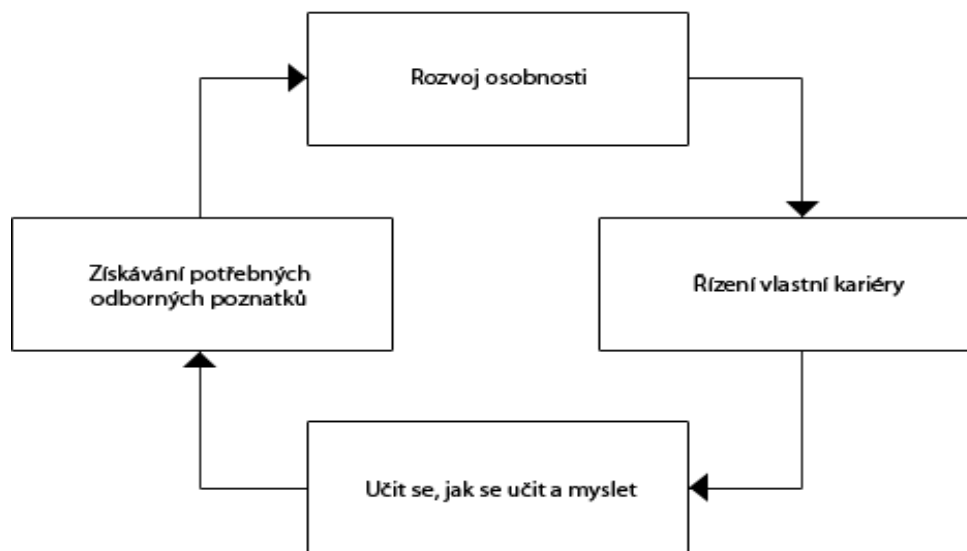 Rozvoj osobnosti
Získávání potřebných
odborných poznatků
Řízení vlastní kariéry
Učit se, jak se učit a myslet